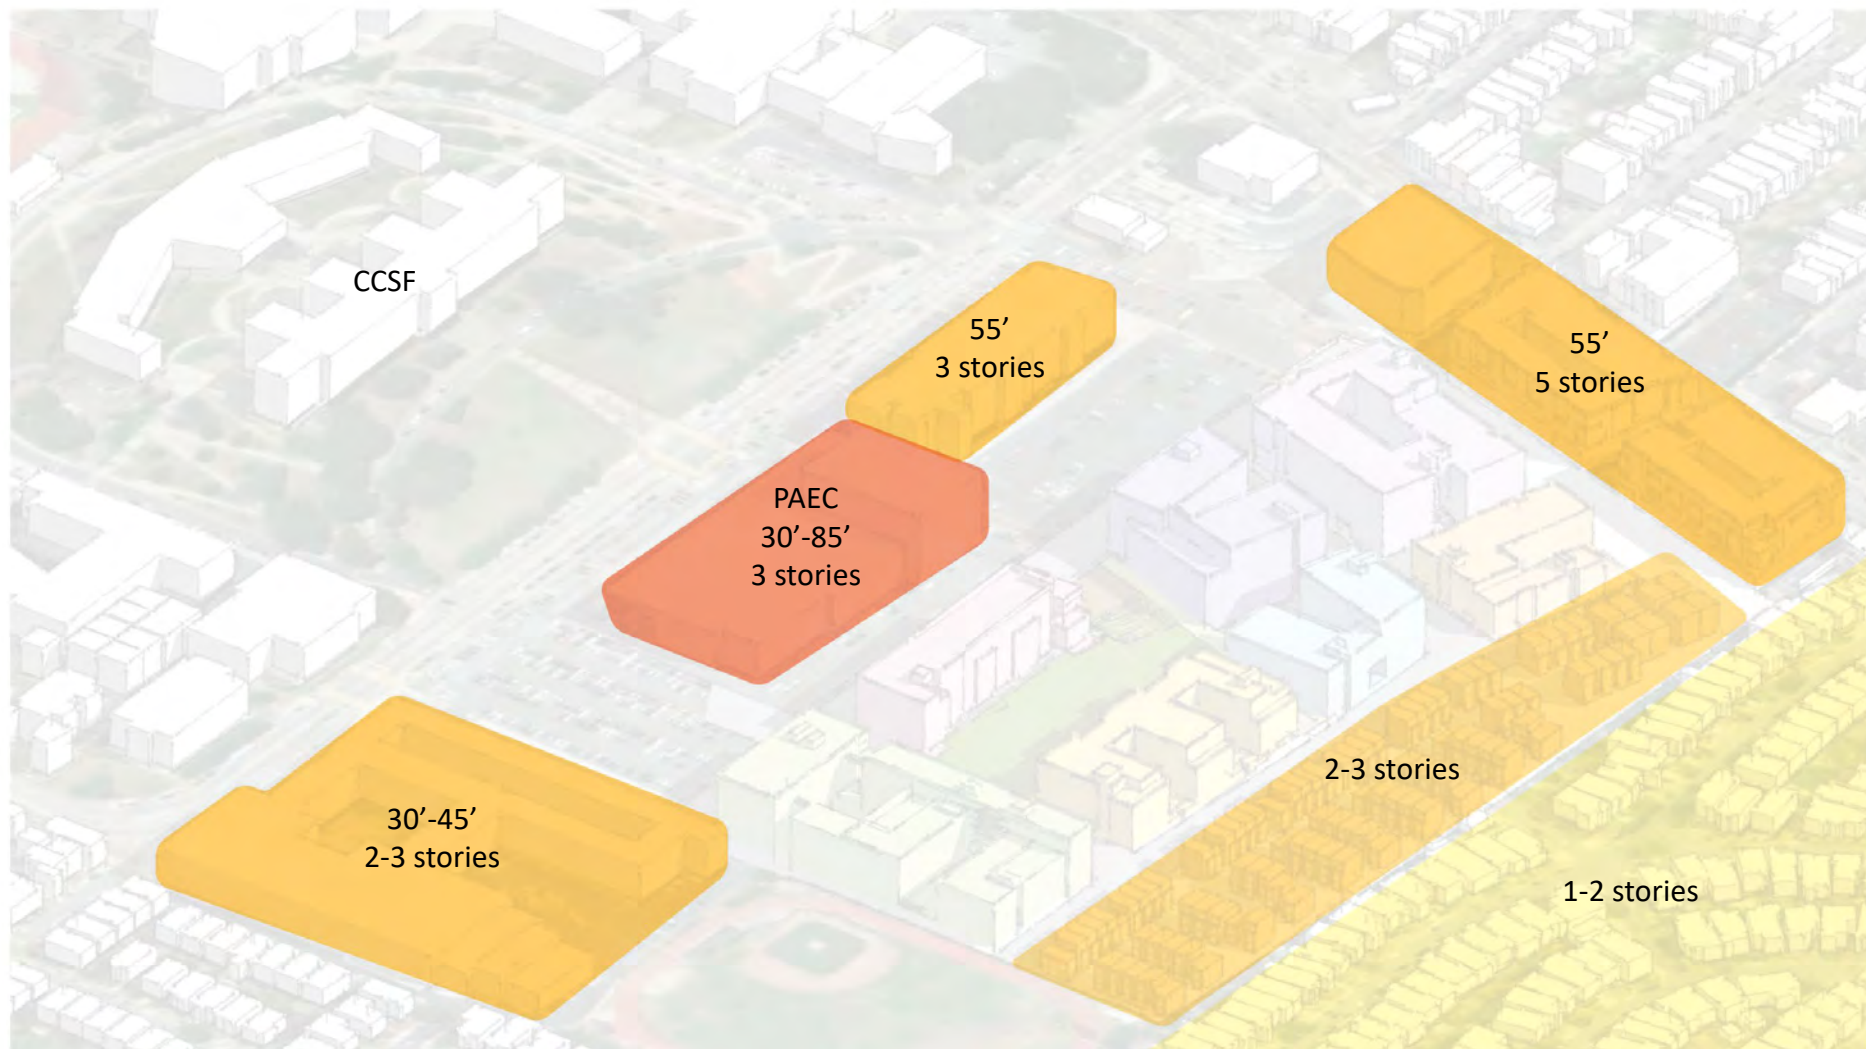 CCSF
55’
3 stories
55’
5 stories
PAEC
30’-85’
3 stories
2-3 stories
30’-45’
2-3 stories
1-2 stories